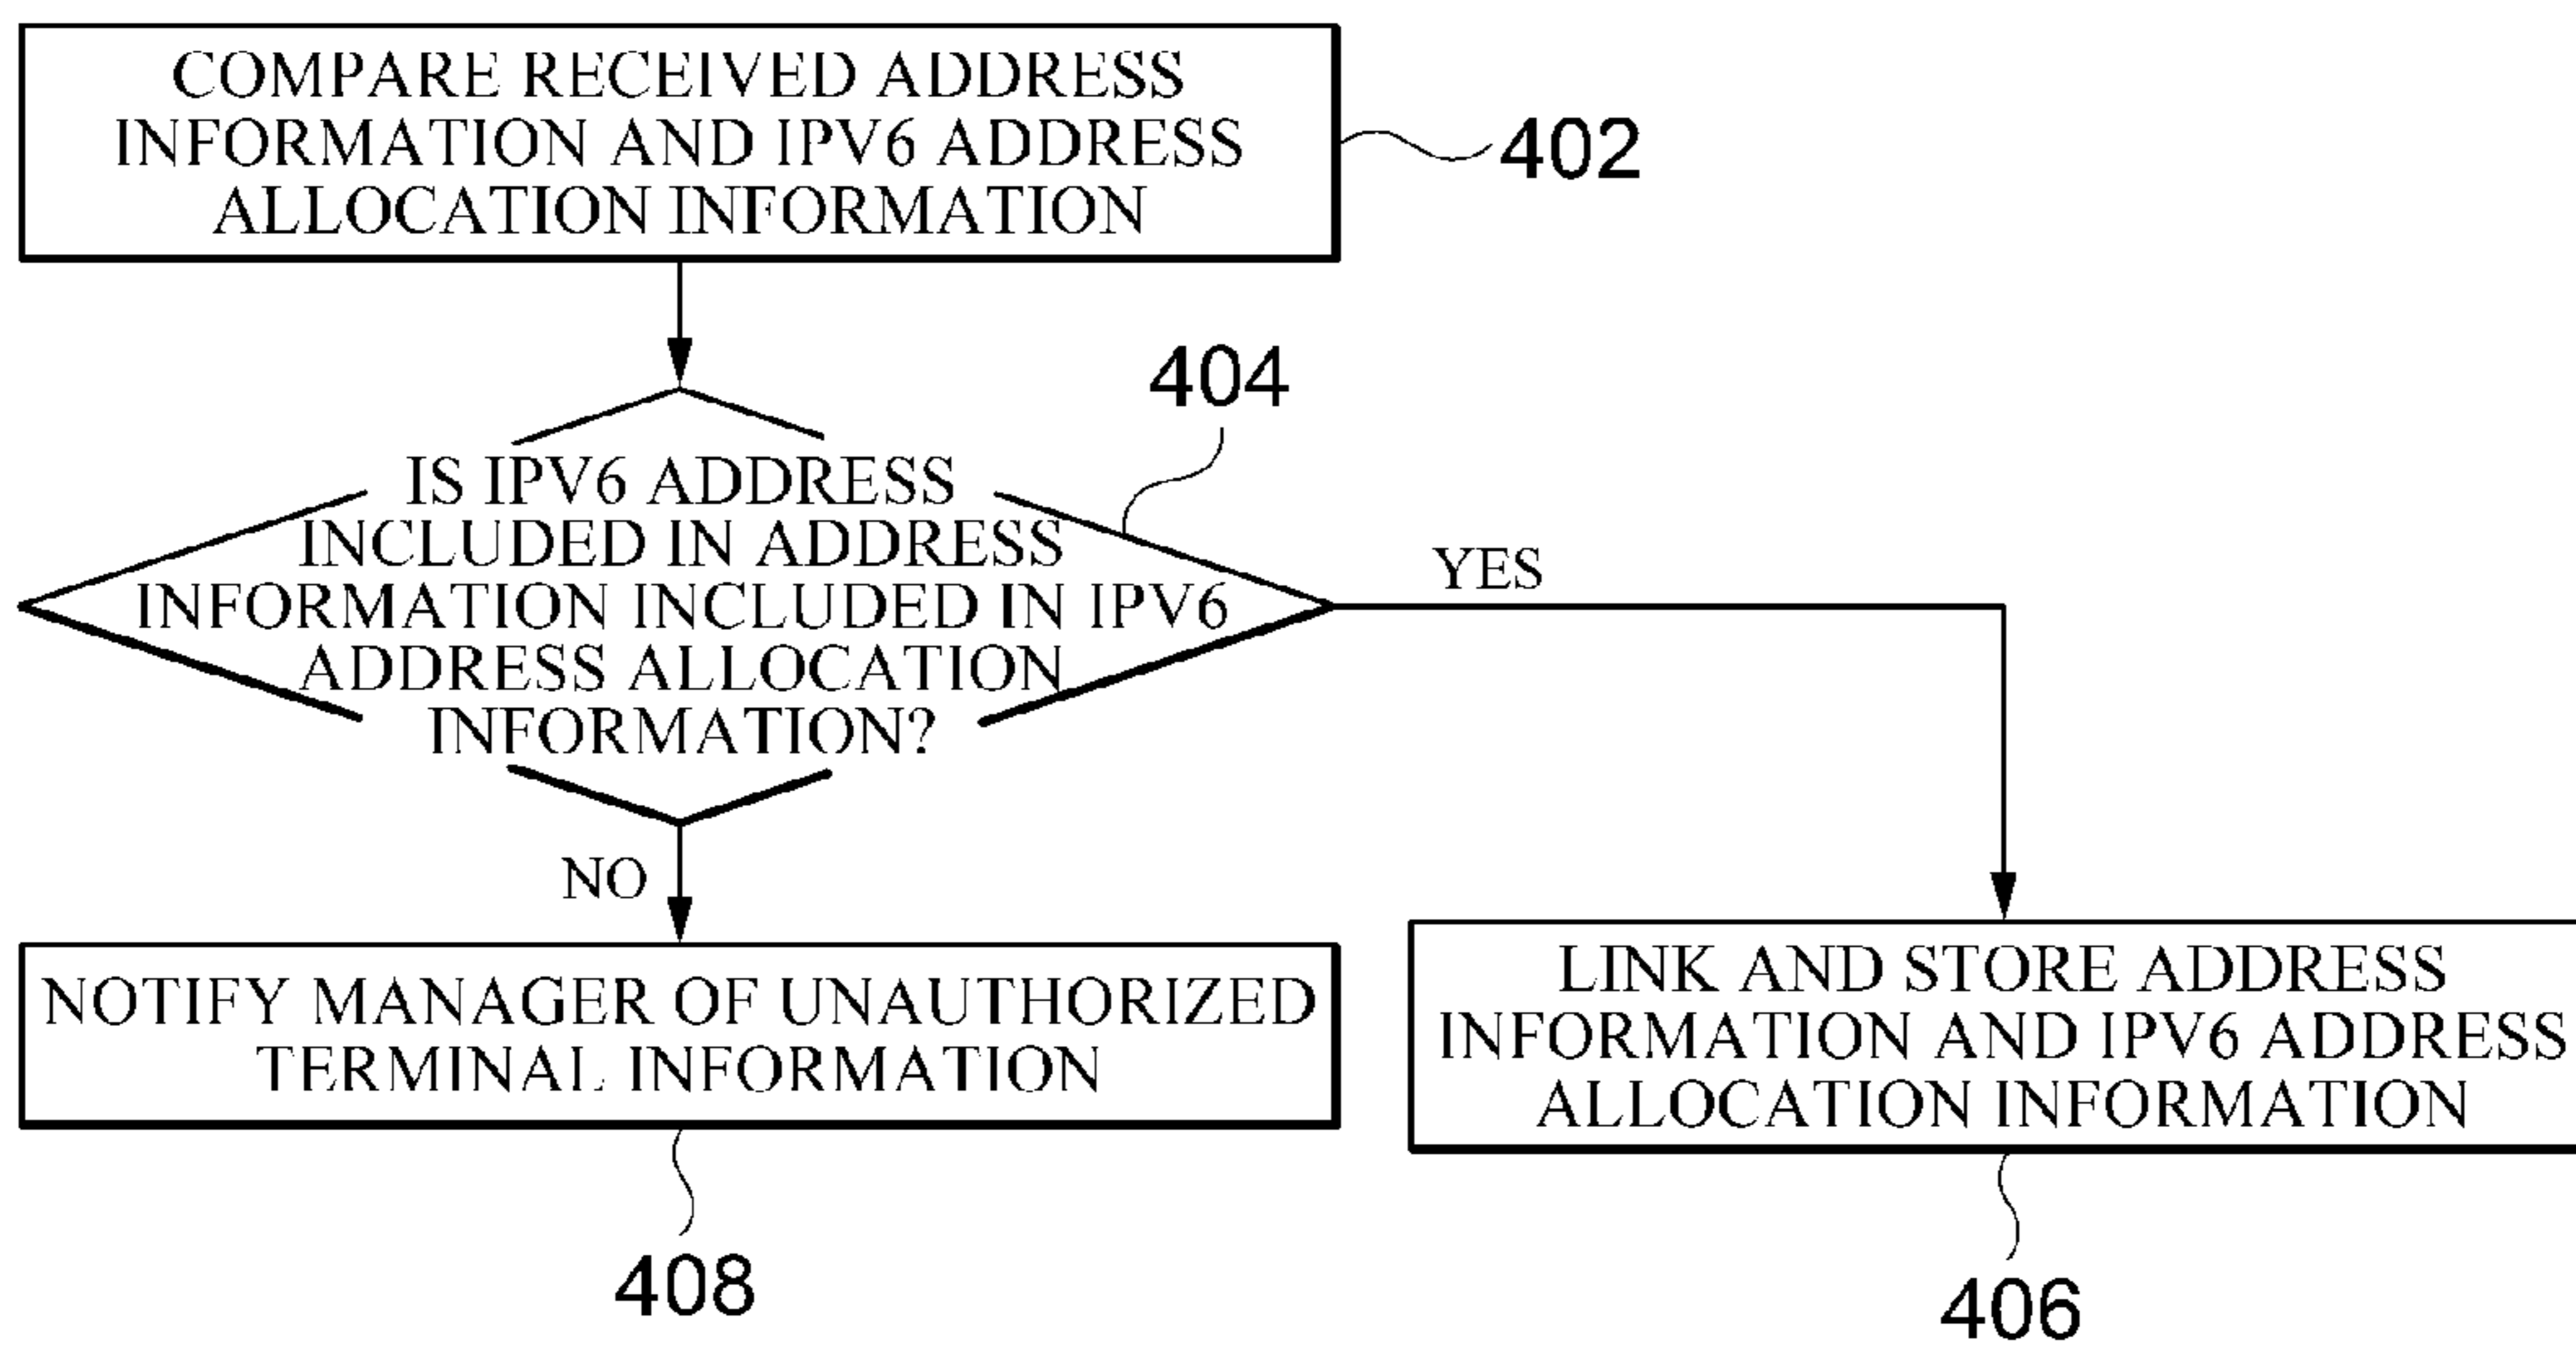 COMPARE RECEIVED ADDRESS
INFORMATION AND IPV6 ADDRESS
ALLOCATION INFORMATION
402
404
IS IPV6 ADDRESS
INCLUDED IN ADDRESS
INFORMATION INCLUDED IN IPV6
ADDRESS ALLOCATION
INFORMATION?
YES
NO
NOTIFY MANAGER OF UNAUTHORIZED
TERMINAL INFORMATION
408
LINK AND STORE ADDRESS
INFORMATION AND IPV6 ADDRESS
ALLOCATION INFORMATION
406